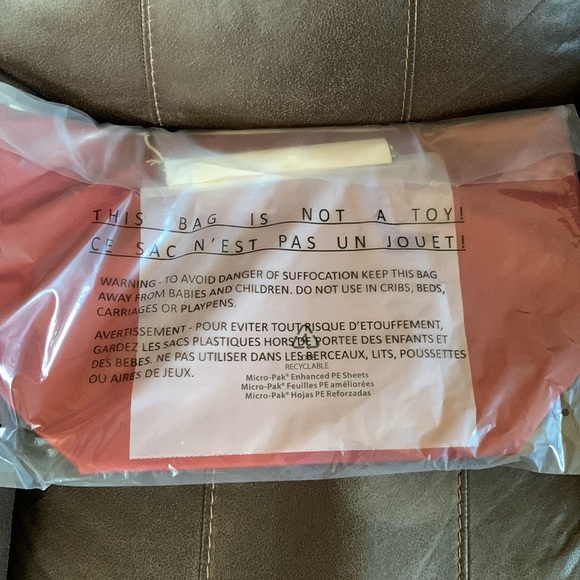 THIS BAG IS NOT A TOY!
CE SAC N'EST PAS UN JOUET!
WARNING - TO AVOID DANGER OF SUFFOCATION KEEP THIS BAG
AWAY FROM BABIES AND CHILDREN. DO NOT USE IN CRIBS, BEDS,
CARRIAGES OR PLAYPENS.
AVERTISSEMENT - POUR EVITER TOUT RISQUE D'ETOUFFEMENT,
GARDEZ LES SACS PLASTIQUES HORS DE PORTEE DES ENFANTS ET
DES BEBES. NE PAS UTILISER DANS LES BERCEAUX, LITS, POUSSETTES
OU AIRES DE JEUX.
RECYCLABLE
Micro-Pak® Enhanced PE Sheets
Micro-Pak® Feuilles PE améliorées
Micro-Pak® Hojas PE Reforzadas